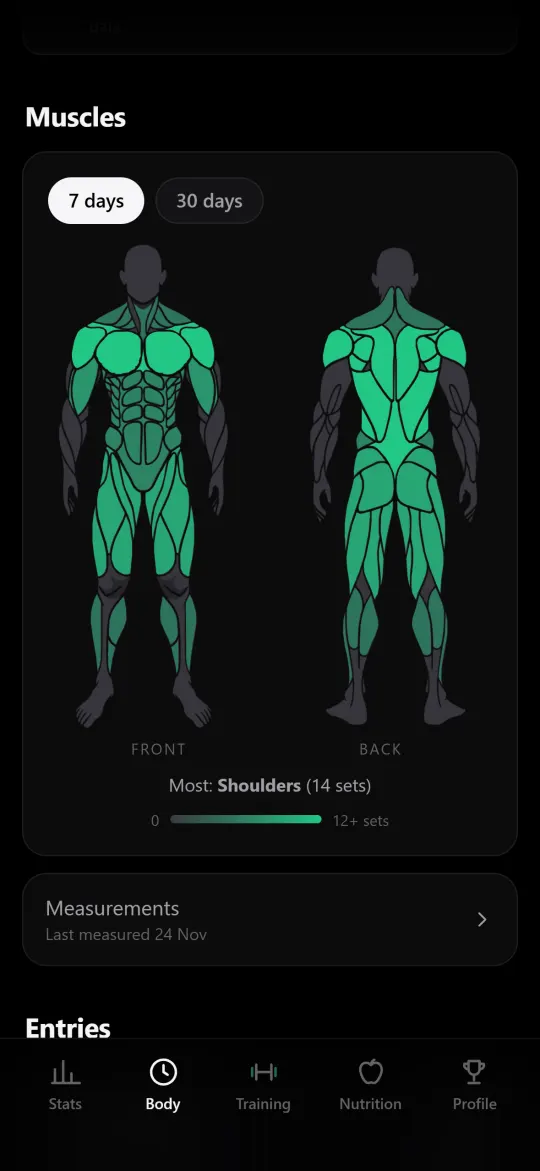 Muscles
7 days
30 days
FRONT
BACK
Most: Shoulders (14 sets)
0
12+ sets
Measurements
Last measured 24 Nov
Entries
Stats
Body
Training
Nutrition
Profile